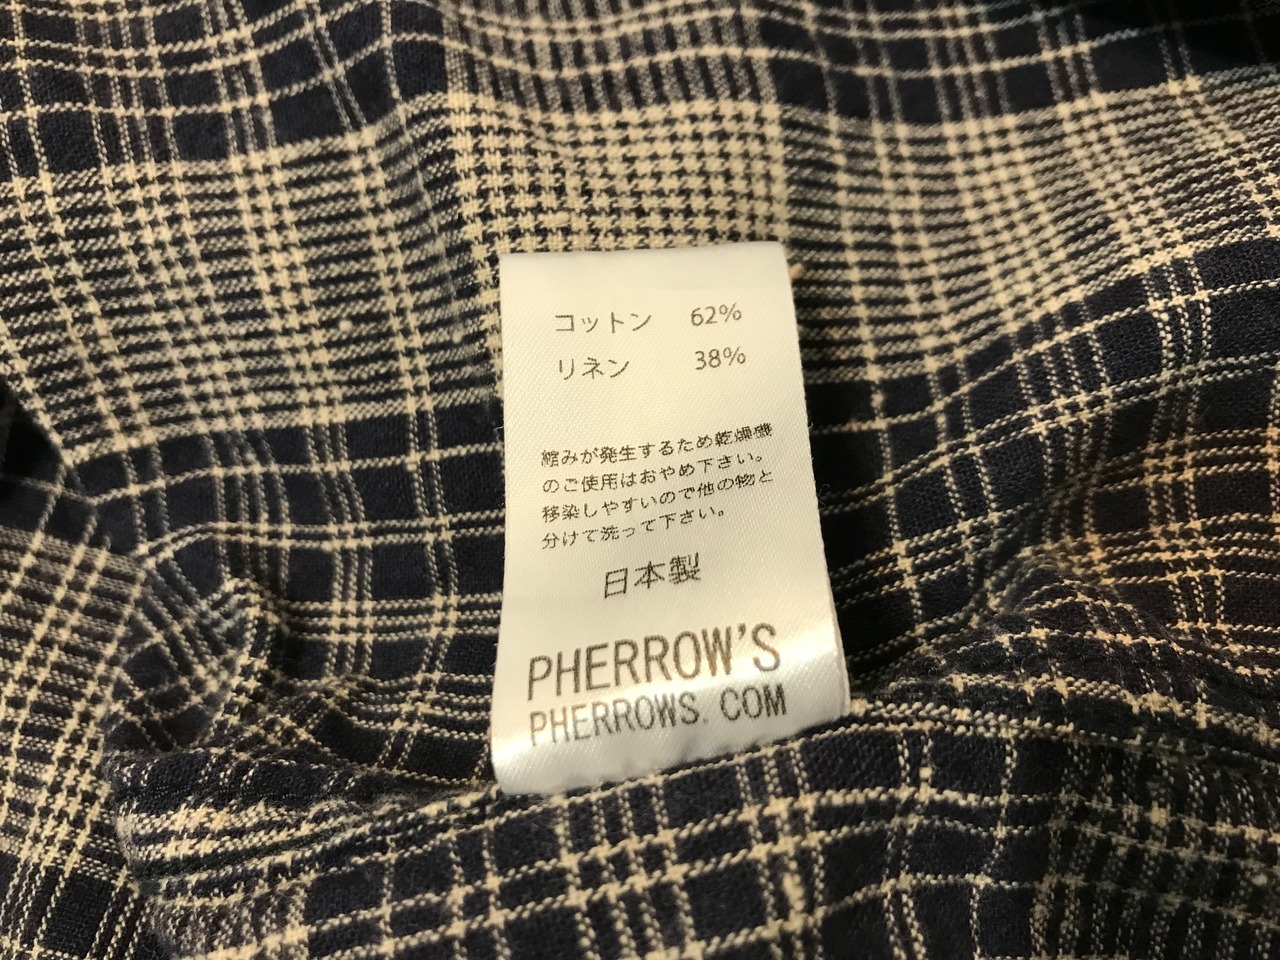 コットン 62%
リネン 38%
縮みが発生するため乾燥機
のご使用はおやめ下さい。
移染しやすいので他の物と
分けて洗って下さい。
日本製
PHERROW'S
PHERROWS.COM